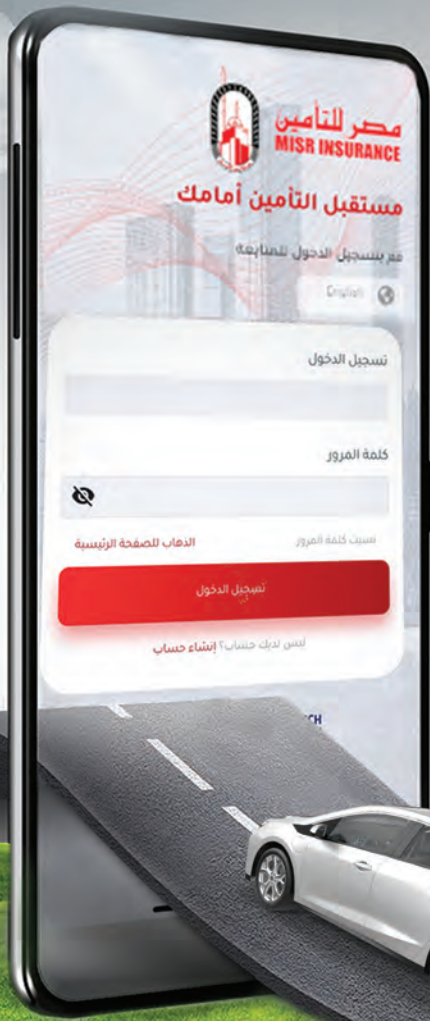 مصر للتأمين
MISR INSURANCE
مستقبل التأمين أمامك
قم بتسجيل الدخول للمتابعة
English
تسجيل الدخول
كلمة المرور
نسيت كلمة المرور
الذهاب للصفحة الرئيسية
تسجيل الدخول
ليس لديك حساب؟ إنشاء حساب
CH